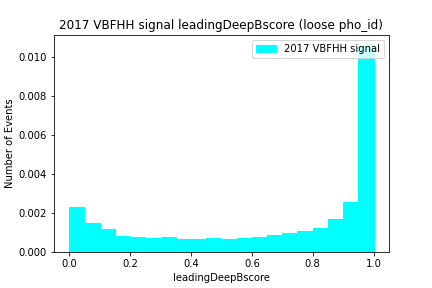 2017 VBFHH signal leadingDeepBscore (loose pho_id)
2017 VBFHH signal
Number of Events
0.010
0.008
0.006
0.004
0.002
0.000
0.0 0.2 0.4 0.6 0.8 1.0
leadingDeepBscore